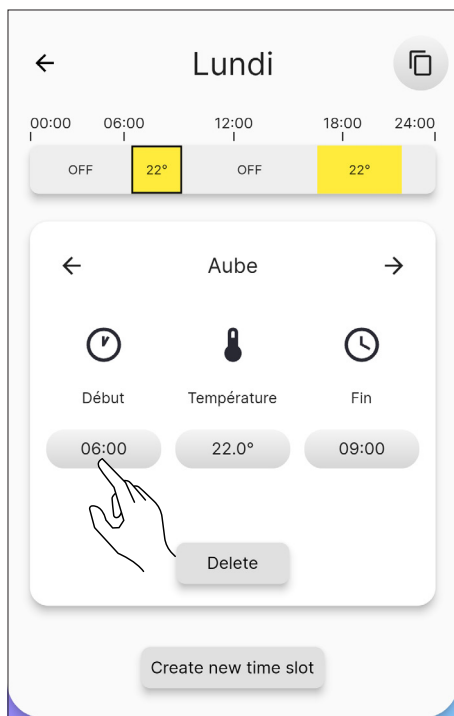 Lundi
00:00 06:00 12:00 18:00 24:00
OFF 22° OFF 22°
Aube
Début Température Fin
06:00 22.0° 09:00
Delete
Create new time slot